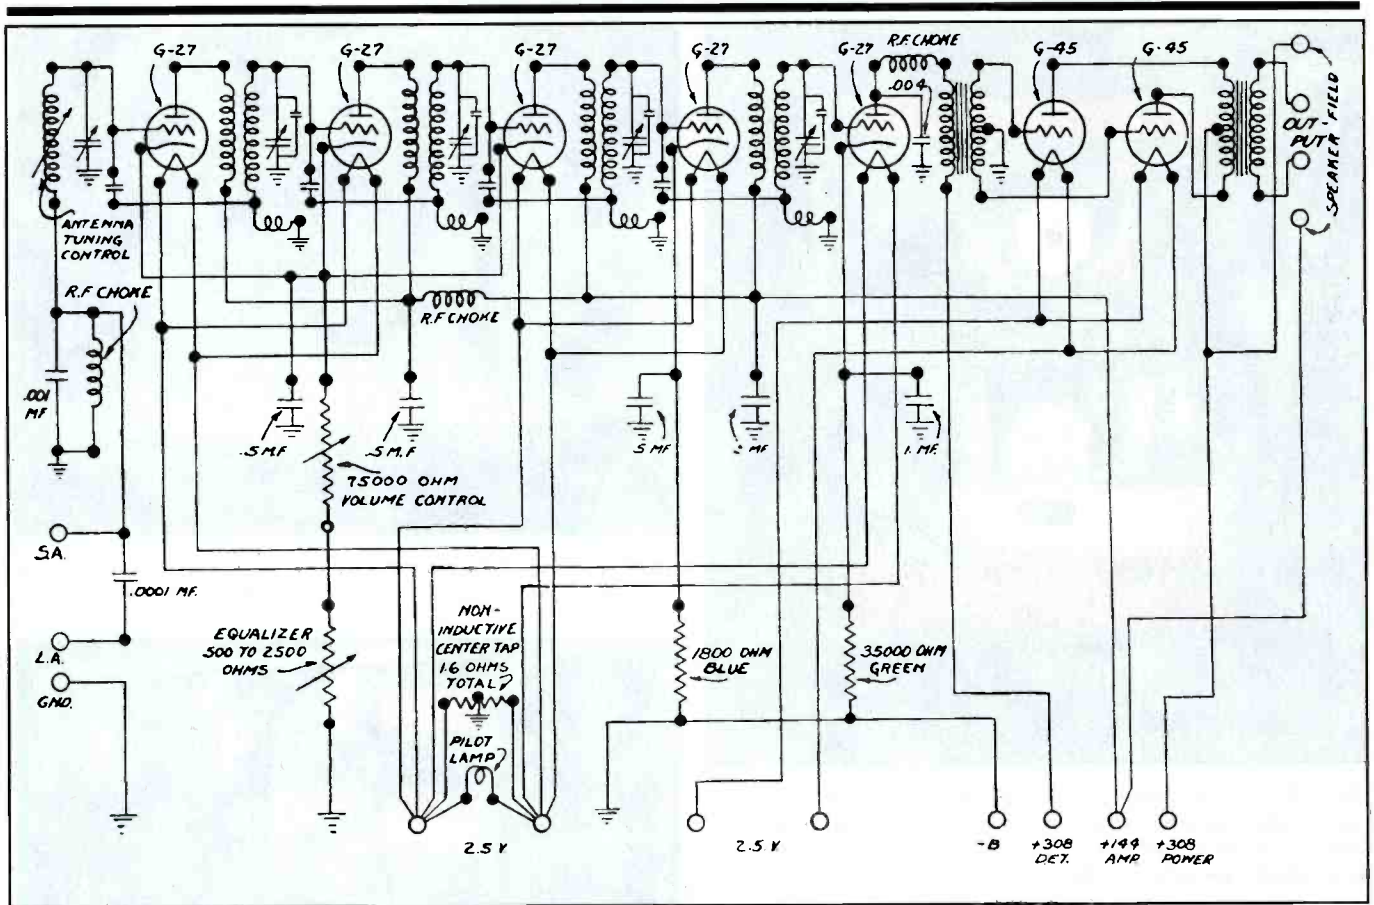 G-27
G-27
G-27
G-27
G-27
R.F. CHOKE
.004
G-45
G-45
OUT-
PUT
SPEAKER FIELD
ANTENNA
TUNING
CONTROL
R.F CHOKE
R.F CHOKE
.001
MF
.5 M.F
.5 M.F
.5 MF
MF
1. MF.
75000 OHM
VOLUME CONTROL
S.A.
.0001 MF.
L.A.
GND.
EQUALIZER
500 TO 2500
OHMS
NON-
INDUCTIVE
CENTER TAP
1.6 OHMS
TOTAL
PILOT
LAMP
1800 OHM
BLUE
35000 OHM
GREEN
2.5 V.
2.5 V.
-B
+308
DET.
+144
AMP
+308
POWER